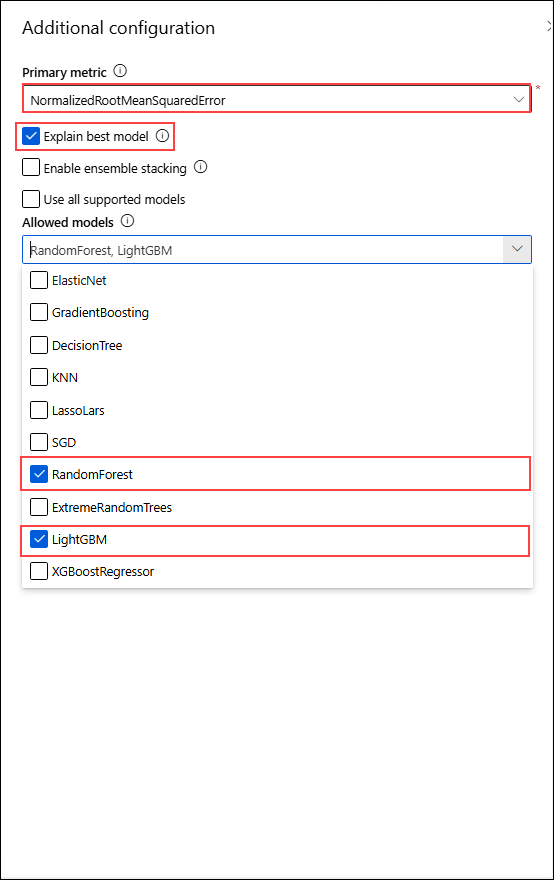 Additional configuration
Primary metric
*
NormalizedRootMeanSquaredError
Explain best model
Enable ensemble stacking
Use all supported models
Allowed models
RandomForest, LightGBM
ElasticNet
GradientBoosting
DecisionTree
KNN
LassoLars
SGD
RandomForest
ExtremeRandomTrees
LightGBM
XGBoostRegressor